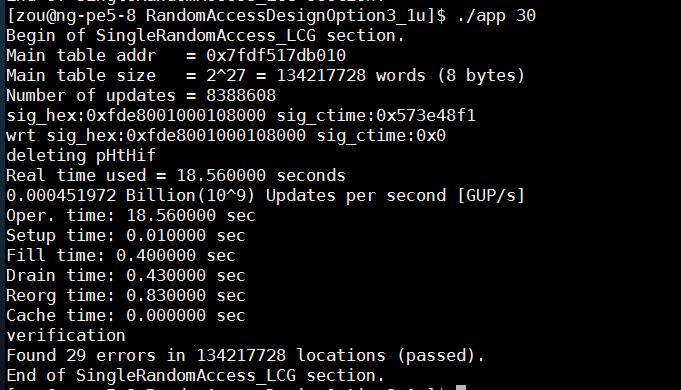 [zou@ng-pe5-8 RandomAccessDesignOption3_1u]$ ./app 30
Begin of SingleRandomAccess_LCG section.
Main table addr   = 0x7fdf517db010
Main table size   = 2^27 = 134217728 words (8 bytes)
Number of updates = 8388608
sig_hex:0xfde8001000108000 sig_ctime:0x573e48f1
wrt sig_hex:0xfde8001000108000 sig_ctime:0x0
deleting pHtHif
Real time used = 18.560000 seconds
0.000451972 Billion(10^9) Updates per second [GUP/s]
Oper. time: 18.560000 sec
Setup time: 0.010000 sec
Fill time: 0.400000 sec
Drain time: 0.430000 sec
Reorg time: 0.830000 sec
Cache time: 0.000000 sec
verification
Found 29 errors in 134217728 locations (passed).
End of SingleRandomAccess_LCG section.